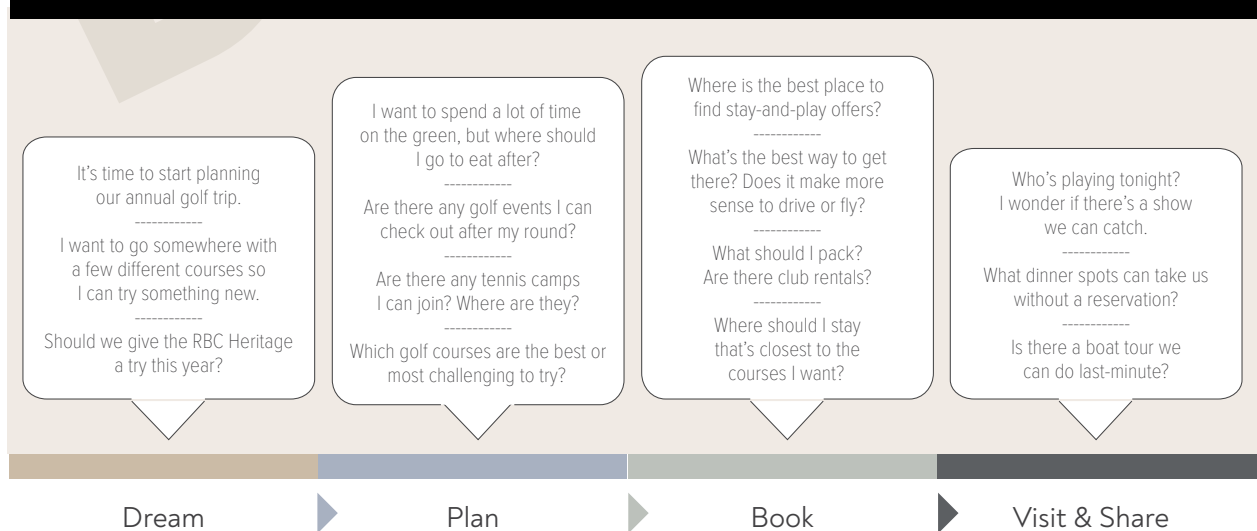 It's time to start planning
our annual golf trip.
------------
I want to go somewhere with
a few different courses so
I can try something new.
------------
Should we give the RBC Heritage
a try this year?
I want to spend a lot of time
on the green, but where should
I go to eat after?
------------
Are there any golf events I can
check out after my round?
------------
Are there any tennis camps
I can join? Where are they?
------------
Which golf courses are the best or
most challenging to try?
Where is the best place to
find stay-and-play offers?
------------
What's the best way to get
there? Does it make more
sense to drive or fly?
------------
What should I pack?
Are there club rentals?
------------
Where should I stay
that's closest to the
courses I want?
Who's playing tonight?
I wonder if there's a show
we can catch.
------------
What dinner spots can take us
without a reservation?
------------
Is there a boat tour we
can do last-minute?
Dream
Plan
Book
Visit & Share